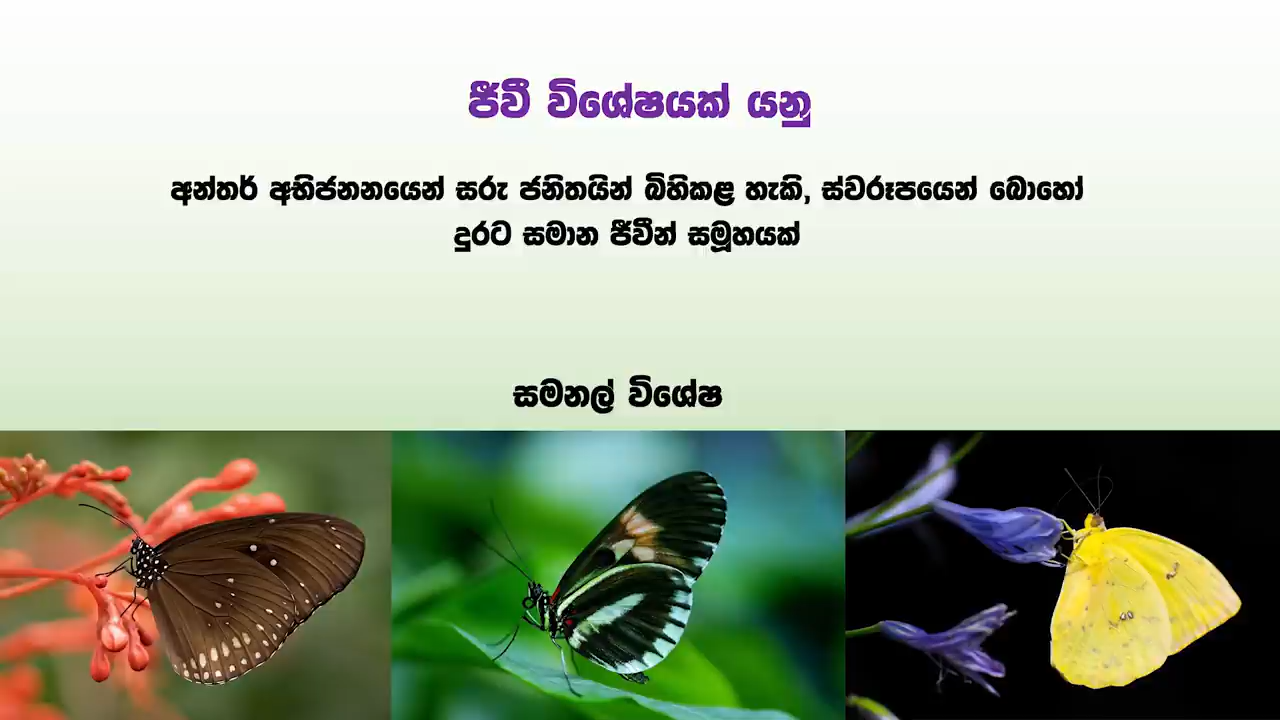 ජීවී විශේෂයක් යනු
අන්තර් අභිජනනයෙන් සරු ජනිතයින් බිහිකළ හැකි, ස්වරූපයෙන් බොහෝ
දුරට සමාන ජීවීන් සමූහයක්
සමනල් විශේෂ